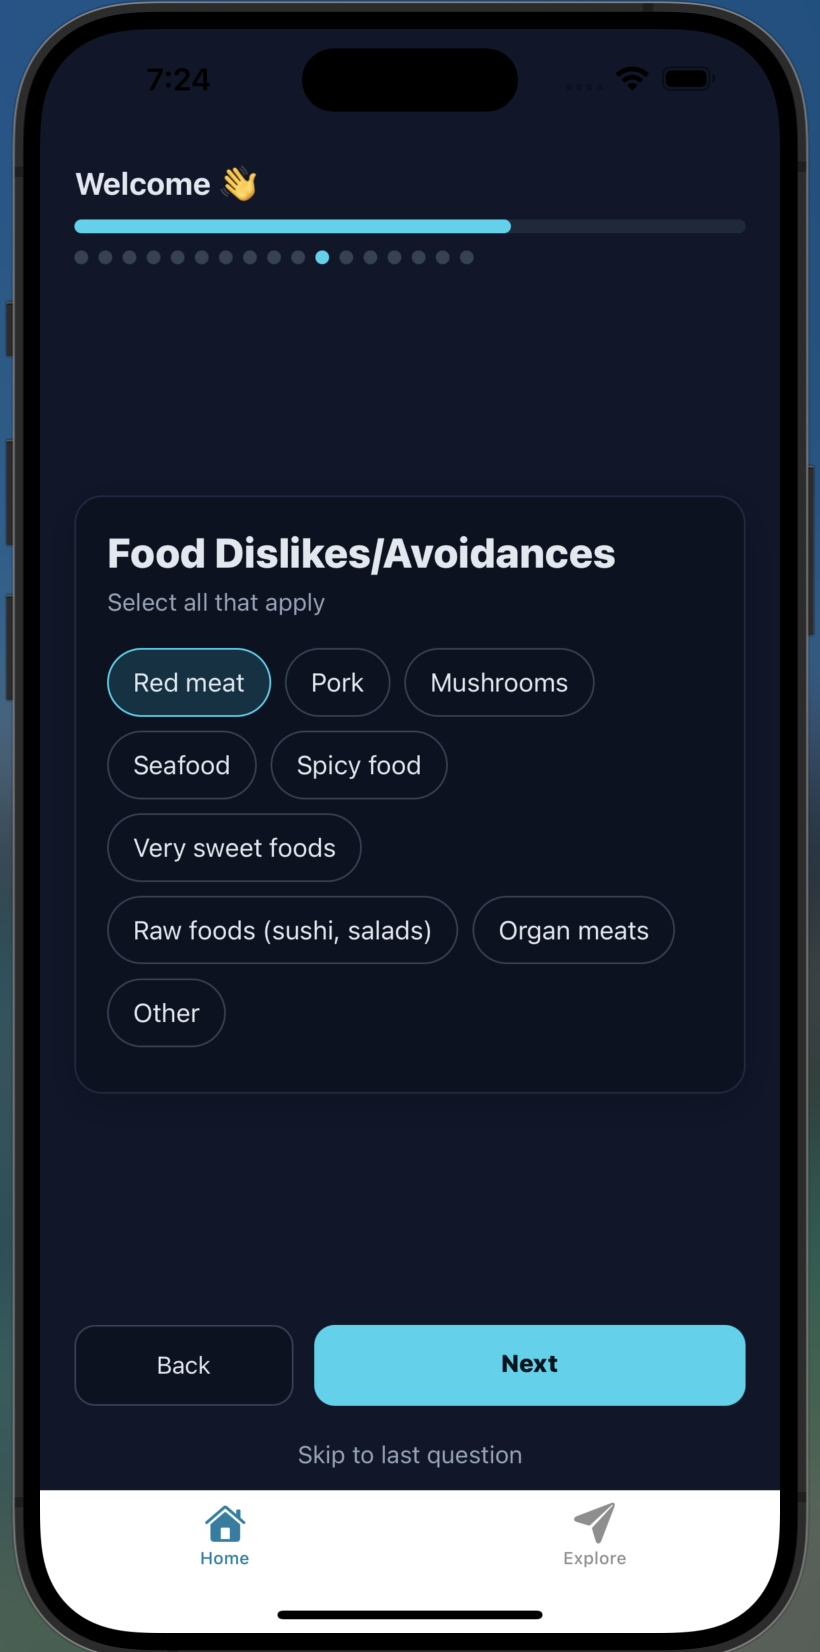 7:24
Welcome 👋
Food Dislikes/Avoidances
Select all that apply
Red meat Pork Mushrooms
Seafood Spicy food
Very sweet foods
Raw foods (sushi, salads) Organ meats
Other
Back Next
Skip to last question
Home Explore